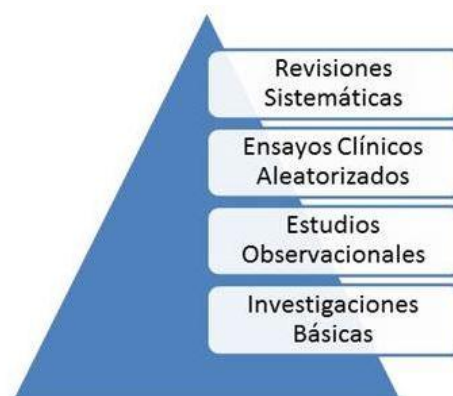 Revisiones
Sistemáticas
Ensayos Clínicos
Aleatorizados
Estudios
Observacionales
Investigaciones
Básicas